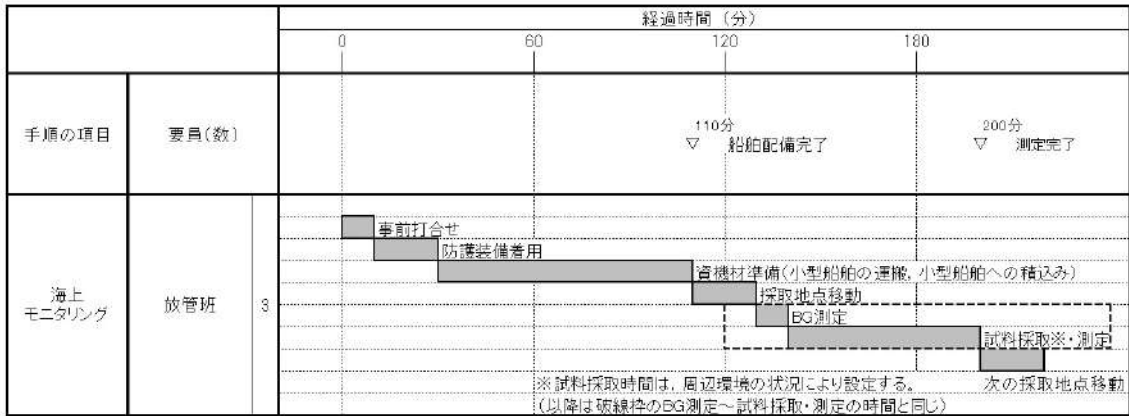 経過時間（分）
0 60 120 180
手順の項目 要員(数)
110分
▽ 船舶配備完了
200分
▽ 測定完了
事前打合せ
防護装備着用
資機材準備(小型船舶の運搬,小型船舶への積込み)
採取地点移動
BG測定
試料採取※・測定
海上
モニタリング
放管班
3
※試料採取時間は，周辺環境の状況により設定する。
次の採取地点移動
(以降は破線枠のBG測定～試料採取・測定の時間と同じ)